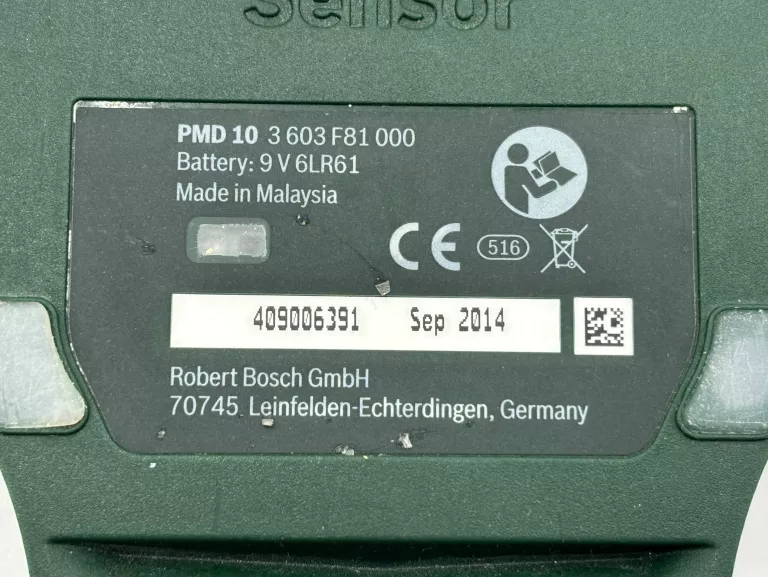 Sensor
PMD 10 3 603 F81 000
Battery: 9 V 6LR61
Made in Malaysia
CE 516
409006391 Sep 2014
Robert Bosch GmbH
70745 Leinfelden-Echterdingen, Germany